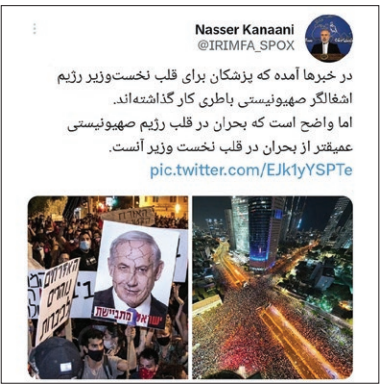 Nasser Kanaani
@IRIMFA_SPOX
در خبرها آمده که پزشکان برای قلب نخست‌وزیر رژیم
اشغالگر صهیونیستی باطری کار گذاشته‌اند.
اما واضح است که بحران در قلب رژیم صهیونیستی
عمیقتر از بحران در قلب نخست وزیر آنست.
pic.twitter.com/EJk1yYSPTe
ישראל מתביישת